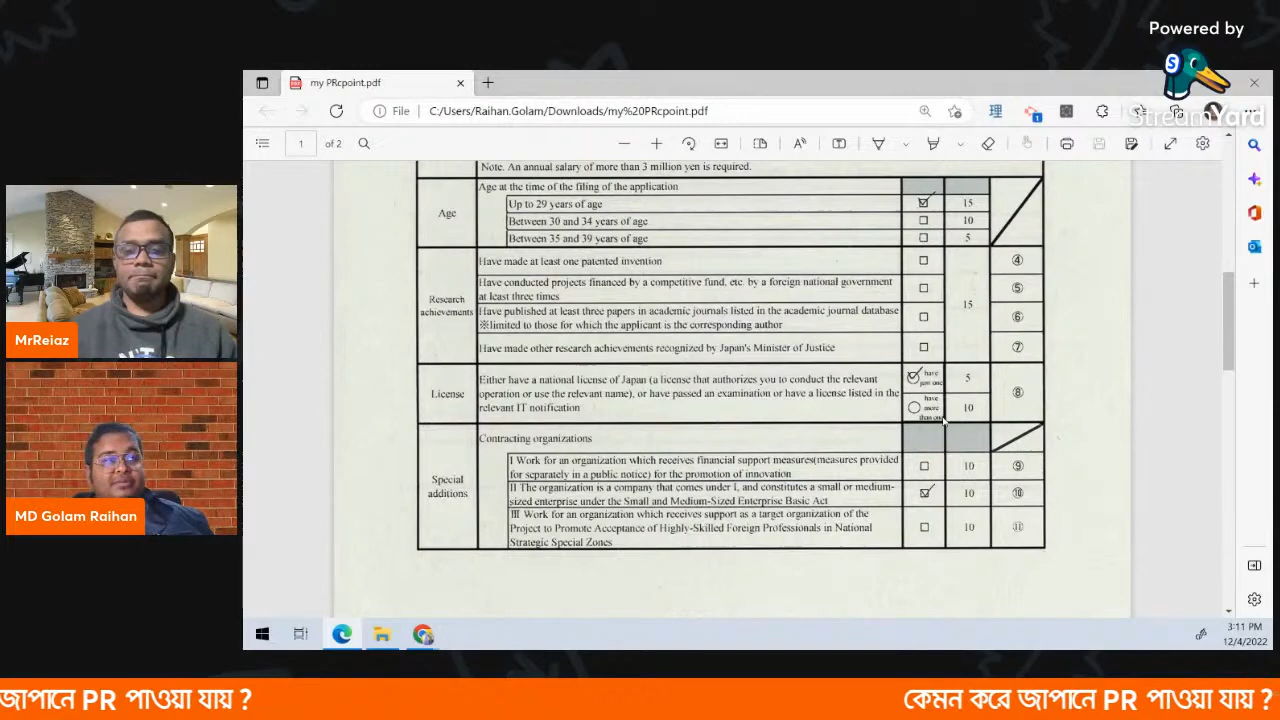 Powered by
StreamYard
my PRcpoint.pdf
File
C:/Users/Raihan.Golam/Downloads/my%20PRcpoint.pdf
1
of 2
Note. An annual salary of more than 3 million yen is required.
Age
Age at the time of the filing of the application
Up to 29 years of age
15
Between 30 and 34 years of age
10
Between 35 and 39 years of age
5
Research
achievements
Have made at least one patented invention
④
Have conducted projects financed by a competitive fund, etc. by a foreign national government
at least three times
⑤
15
Have published at least three papers in academic journals listed in the academic journal database
※limited to those for which the applicant is the corresponding author
⑥
Have made other research achievements recognized by Japan's Minister of Justice
⑦
License
Either have a national license of Japan (a license that authorizes you to conduct the relevant
operation or use the relevant name), or have passed an examination or have a license listed in the
relevant IT notification
have
just one
5
have
more
than one
10
⑧
Special
additions
Contracting organizations
I Work for an organization which receives financial support measures(measures provided
for separately in a public notice) for the promotion of innovation
10
⑨
II The organization is a company that comes under I, and constitutes a small or medium-
sized enterprise under the Small and Medium-Sized Enterprise Basic Act
10
⑩
III Work for an organization which receives support as a target organization of the
Project to Promote Acceptance of Highly-Skilled Foreign Professionals in National
Strategic Special Zones
10
⑪
MrReiaz
MD Golam Raihan
3:11 PM
12/4/2022
জাপানে PR পাওয়া যায় ?
কেমন করে জাপানে PR পাওয়া যায় ?